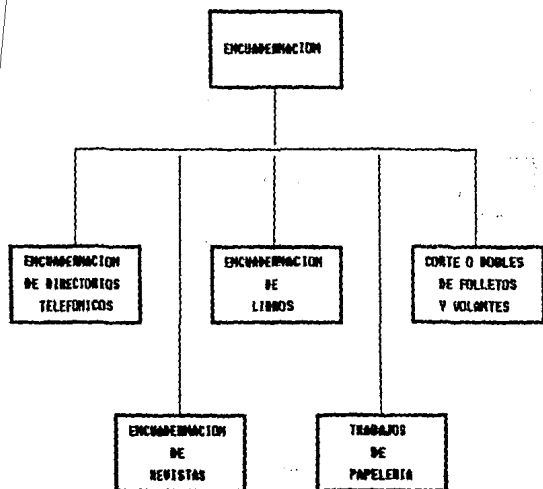 ENCUADERNACION
ENCUADERNACION
DE DIRECTORIOS
TELEFONICOS
ENCUADERNACION
DE
LIBROS
CORTE O DOBLES
DE FOLLETOS
Y VOLANTES
ENCUADERNACION
DE
REVISTAS
TRABAJOS
DE
PAPELERIA